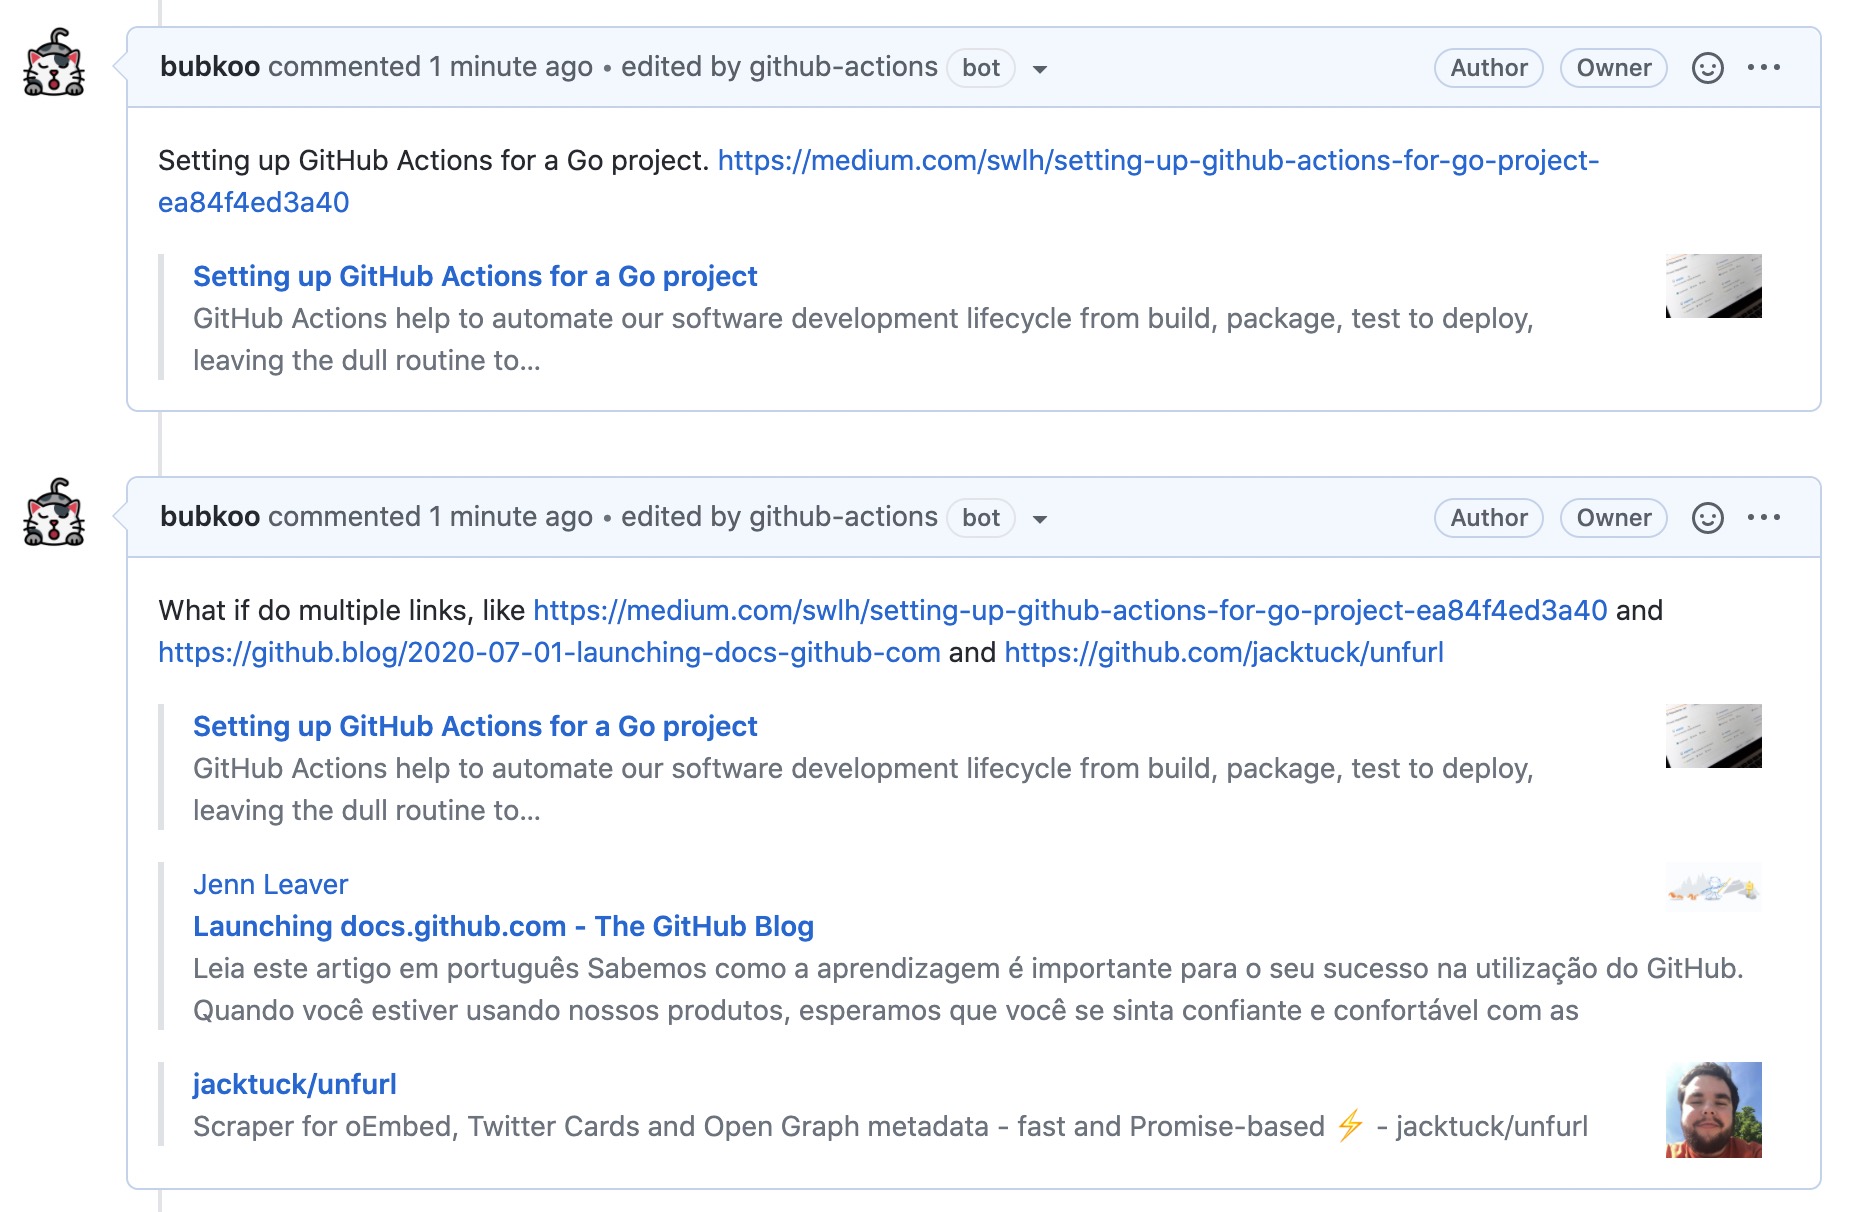 bubkoo commented 1 minute ago • edited by github-actions bot Author Owner
Setting up GitHub Actions for a Go project. https://medium.com/swlh/setting-up-github-actions-for-go-project-
ea84f4ed3a40
Setting up GitHub Actions for a Go project
GitHub Actions help to automate our software development lifecycle from build, package, test to deploy,
leaving the dull routine to...
bubkoo commented 1 minute ago • edited by github-actions bot Author Owner
What if do multiple links, like https://medium.com/swlh/setting-up-github-actions-for-go-project-ea84f4ed3a40 and
https://github.blog/2020-07-01-launching-docs-github-com and https://github.com/jacktuck/unfurl
Setting up GitHub Actions for a Go project
GitHub Actions help to automate our software development lifecycle from build, package, test to deploy,
leaving the dull routine to...
Jenn Leaver
Launching docs.github.com - The GitHub Blog
Leia este artigo em português Sabemos como a aprendizagem é importante para o seu sucesso na utilização do GitHub.
Quando você estiver usando nossos produtos, esperamos que você se sinta confiante e confortável com as
jacktuck/unfurl
Scraper for oEmbed, Twitter Cards and Open Graph metadata - fast and Promise-based ⚡ - jacktuck/unfurl